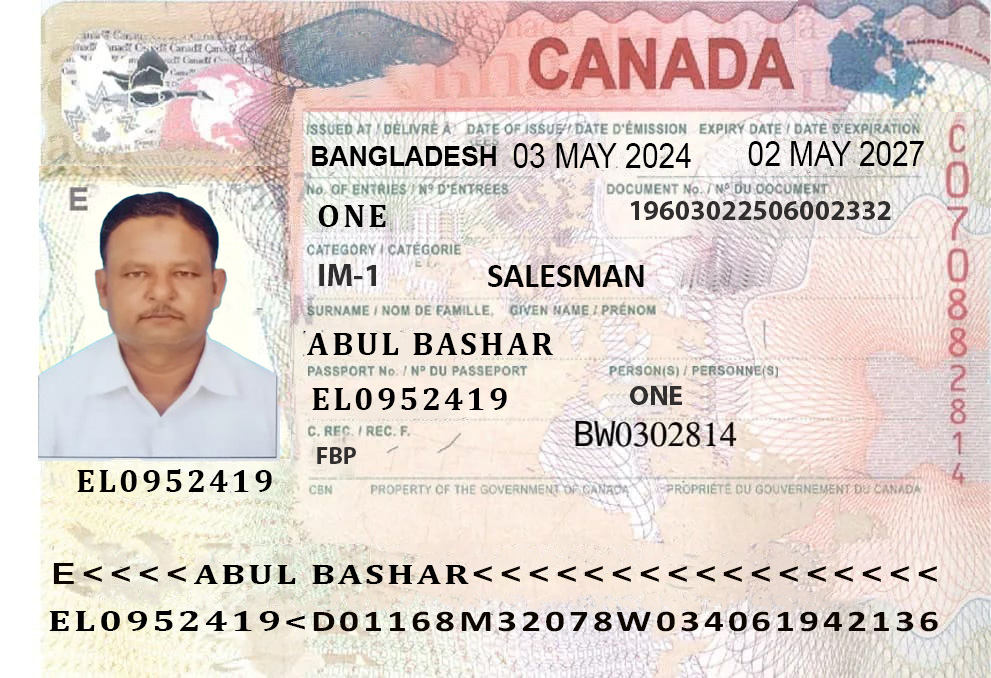 CANADA
ISSUED AT / DÉLIVRÉ À DATE OF ISSUE / DATE D'ÉMISSION EXPIRY DATE / DATE D'EXPIRATION
BANGLADESH 03 MAY 2024 02 MAY 2027
E
No. OF ENTRIES / Nº D'ENTRÉES DOCUMENT No. / Nº DU DOCUMENT
ONE 19603022506002332
CATEGORY / CATÉGORIE
IM-1 SALESMAN
SURNAME / NOM DE FAMILLE, GIVEN NAME / PRÉNOM
ABUL BASHAR
PASSPORT No. / Nº DU PASSEPORT PERSON(S) / PERSONNE(S)
EL0952419 ONE
C. REC. / REC. F. BW0302814
FBP
EL0952419
CBN PROPERTY OF THE GOVERNMENT OF CANADA PROPRIÉTÉ DU GOUVERNEMENT DU CANADA
C070882814
E<<<<ABUL BASHAR<<<<<<<<<<<<<<<<<<
EL0952419<D01168M32078W034061942136